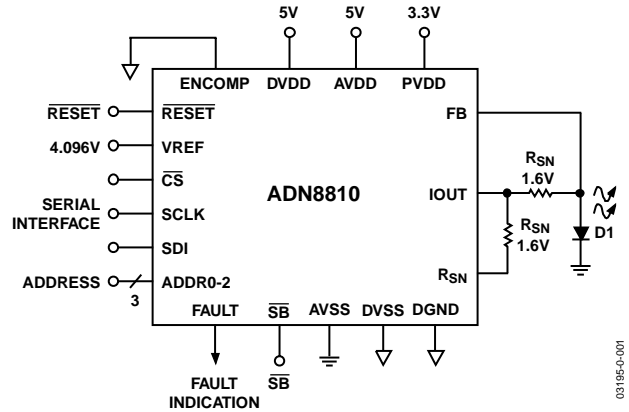 5V 5V 3.3V
ENCOMP DVDD AVDD PVDD
RESET RESET FB
4.096V VREF
CS
ADN8810
RSN
1.6V
IOUT
SERIAL
INTERFACE
SCLK
RSN
1.6V
D1
SDI
ADDRESS 3 ADDR0-2
RSN
FAULT SB AVSS DVSS DGND
FAULT
INDICATION
SB
03195-0-001